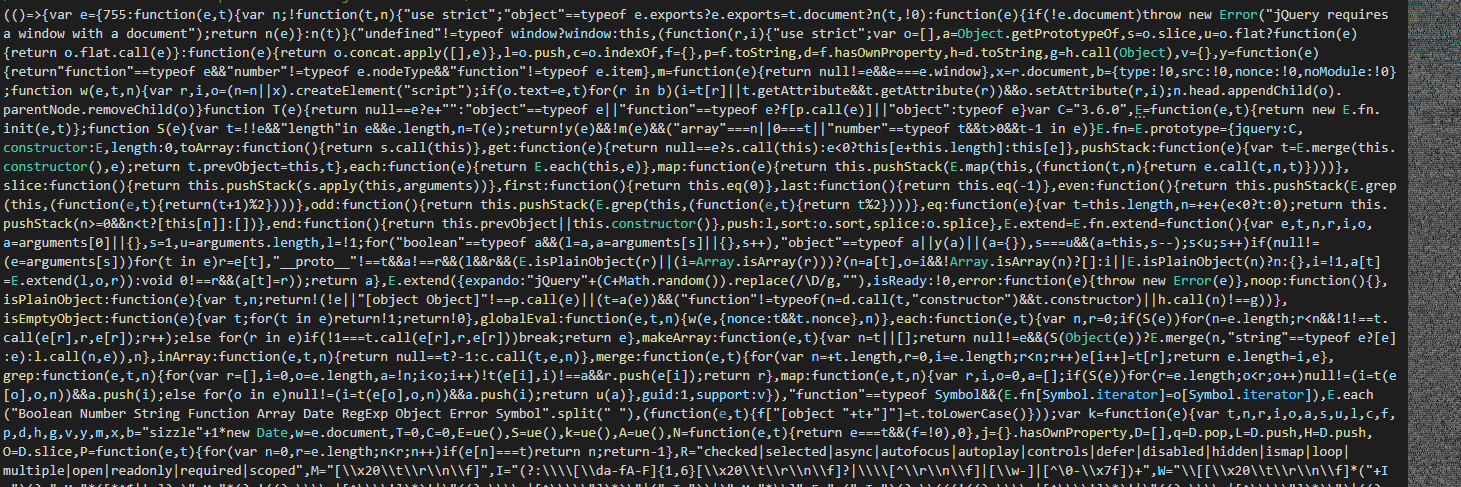 (()=>{var e={755:function(e,t){var n;!function(t,n){"use strict";"object"==typeof e.exports?e.exports=t.document?n(t,!0):function(e){if(!e.document)throw new Error("jQuery requires
a window with a document");return n(e)}:n(t)}("undefined"!=typeof window?window:this,(function(r,i){"use strict";var o=[],a=Object.getPrototypeOf,s=o.slice,u=o.flat?function(e)
{return o.flat.call(e)}:function(e){return o.concat.apply([],e)},l=o.push,c=o.indexOf,f={},p=f.toString,d=f.hasOwnProperty,h=d.toString,g=h.call(Object),v={},y=function(e)
{return"function"==typeof e&&"number"!=typeof e.nodeType&&"function"!=typeof e.item},m=function(e){return null!=e&&e===e.window},x=r.document,b={type:!0,src:!0,nonce:!0,noModule:!0}
;function w(e,t,n){var r,i,o=(n=n||x).createElement("script");if(o.text=e,t)for(r in b)(i=t[r]||t.getAttribute&&t.getAttribute(r))&&o.setAttribute(r,i);n.head.appendChild(o).
parentNode.removeChild(o)}function T(e){return null==e?e+"":"object"==typeof e||"function"==typeof e?f[p.call(e)]||"object":typeof e}var C="3.6.0",E=function(e,t){return new E.fn.
init(e,t)};function S(e){var t=!!e&&"length"in e&&e.length,n=T(e);return!y(e)&&!m(e)&&("array"===n||0===t||"number"==typeof t&&t>0&&t-1 in e)}E.fn=E.prototype={jquery:C,
constructor:E,length:0,toArray:function(){return s.call(this)},get:function(e){return null==e?s.call(this):e<0?this[e+this.length]:this[e]},pushStack:function(e){var t=E.merge(this.
constructor(),e);return t.prevObject=this,t},each:function(e){return E.each(this,e)},map:function(e){return this.pushStack(E.map(this,(function(t,n){return e.call(t,n,t)})))},
slice:function(){return this.pushStack(s.apply(this,arguments))},first:function(){return this.eq(0)},last:function(){return this.eq(-1)},even:function(){return this.pushStack(E.grep
(this,(function(e,t){return(t+1)%2})))},odd:function(){return this.pushStack(E.grep(this,(function(e,t){return t%2})))},eq:function(e){var t=this.length,n=+e+(e<0?t:0);return this.
pushStack(n>=0&&n<t?[this[n]]:[])},end:function(){return this.prevObject||this.constructor()},push:l,sort:o.sort,splice:o.splice},E.extend=E.fn.extend=function(){var e,t,n,r,i,o,
a=arguments[0]||{},s=1,u=arguments.length,l=!1;for("boolean"==typeof a&&(l=a,a=arguments[s]||{},s++),"object"==typeof a||y(a)||(a={}),s===u&&(a=this,s--);s<u;s++)if(null!=
(e=arguments[s]))for(t in e)r=e[t],"__proto__"!==t&&a!==r&&(l&&r&&(E.isPlainObject(r)||(i=Array.isArray(r)))?(n=a[t],o=i&&!Array.isArray(n)?[]:i||E.isPlainObject(n)?n:{},i=!1,a[t]
=E.extend(l,o,r)):void 0!==r&&(a[t]=r));return a},E.extend({expando:"jQuery"+(C+Math.random()).replace(/\D/g,""),isReady:!0,error:function(e){throw new Error(e)},noop:function(){},
isPlainObject:function(e){var t,n;return!(!e||"[object Object]"!==p.call(e)||(t=a(e))&&("function"!=typeof(n=d.call(t,"constructor")&&t.constructor)||h.call(n)!==g))},
isEmptyObject:function(e){var t;for(t in e)return!1;return!0},globalEval:function(e,t,n){w(e,{nonce:t&&t.nonce},n)},each:function(e,t){var n,r=0;if(S(e))for(n=e.length;r<n&&!1!==t.
call(e[r],r,e[r]);r++);else for(r in e)if(!1===t.call(e[r],r,e[r]))break;return e},makeArray:function(e,t){var n=t||[];return null!=e&&(S(Object(e))?E.merge(n,"string"==typeof e?[e]
:e):l.call(n,e)),n},inArray:function(e,t,n){return null==t?-1:c.call(t,e,n)},merge:function(e,t){for(var n=+t.length,r=0,i=e.length;r<n;r++)e[i++]=t[r];return e.length=i,e},
grep:function(e,t,n){for(var r=[],i=0,o=e.length,a=!n;i<o;i++)!t(e[i],i)!==a&&r.push(e[i]);return r},map:function(e,t,n){var r,i,o=0,a=[];if(S(e))for(r=e.length;o<r;o++)null!=(i=t(e
[o],o,n))&&a.push(i);else for(o in e)null!=(i=t(e[o],o,n))&&a.push(i);return u(a)},guid:1,support:v}),"function"==typeof Symbol&&(E.fn[Symbol.iterator]=o[Symbol.iterator]),E.each
("Boolean Number String Function Array Date RegExp Object Error Symbol".split(" "),(function(e,t){f["[object "+t+"]"]=t.toLowerCase()}));var k=function(e){var t,n,r,i,o,a,s,u,l,c,f,
p,d,h,g,v,y,m,x,b="sizzle"+1*new Date,w=e.document,T=0,C=0,E=ue(),S=ue(),k=ue(),A=ue(),N=function(e,t){return e===t&&(f=!0),0},j={}.hasOwnProperty,D=[],q=D.pop,L=D.push,H=D.push,
O=D.slice,P=function(e,t){for(var n=0,r=e.length;n<r;n++)if(e[n]===t)return n;return-1},R="checked|selected|async|autofocus|autoplay|controls|defer|disabled|hidden|ismap|loop|
multiple|open|readonly|required|scoped",M="[\\x20\\t\\r\\n\\f]",I="(?:\\\\[\\da-fA-F]{1,6}[\\x20\\t\\r\\n\\f]?|\\\\[^\\r\\n\\f]|[\\w-]|[^\0-\\x7f])+",W="\\[[\\x20\\t\\r\\n\\f]*("+I